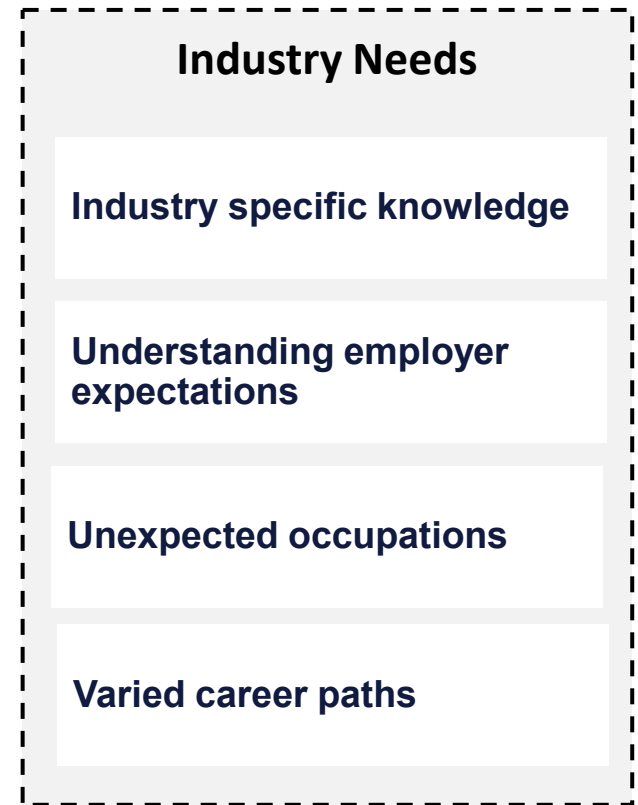 Industry Needs
Industry specific knowledge
Understanding employer
expectations
Unexpected occupations
Varied career paths